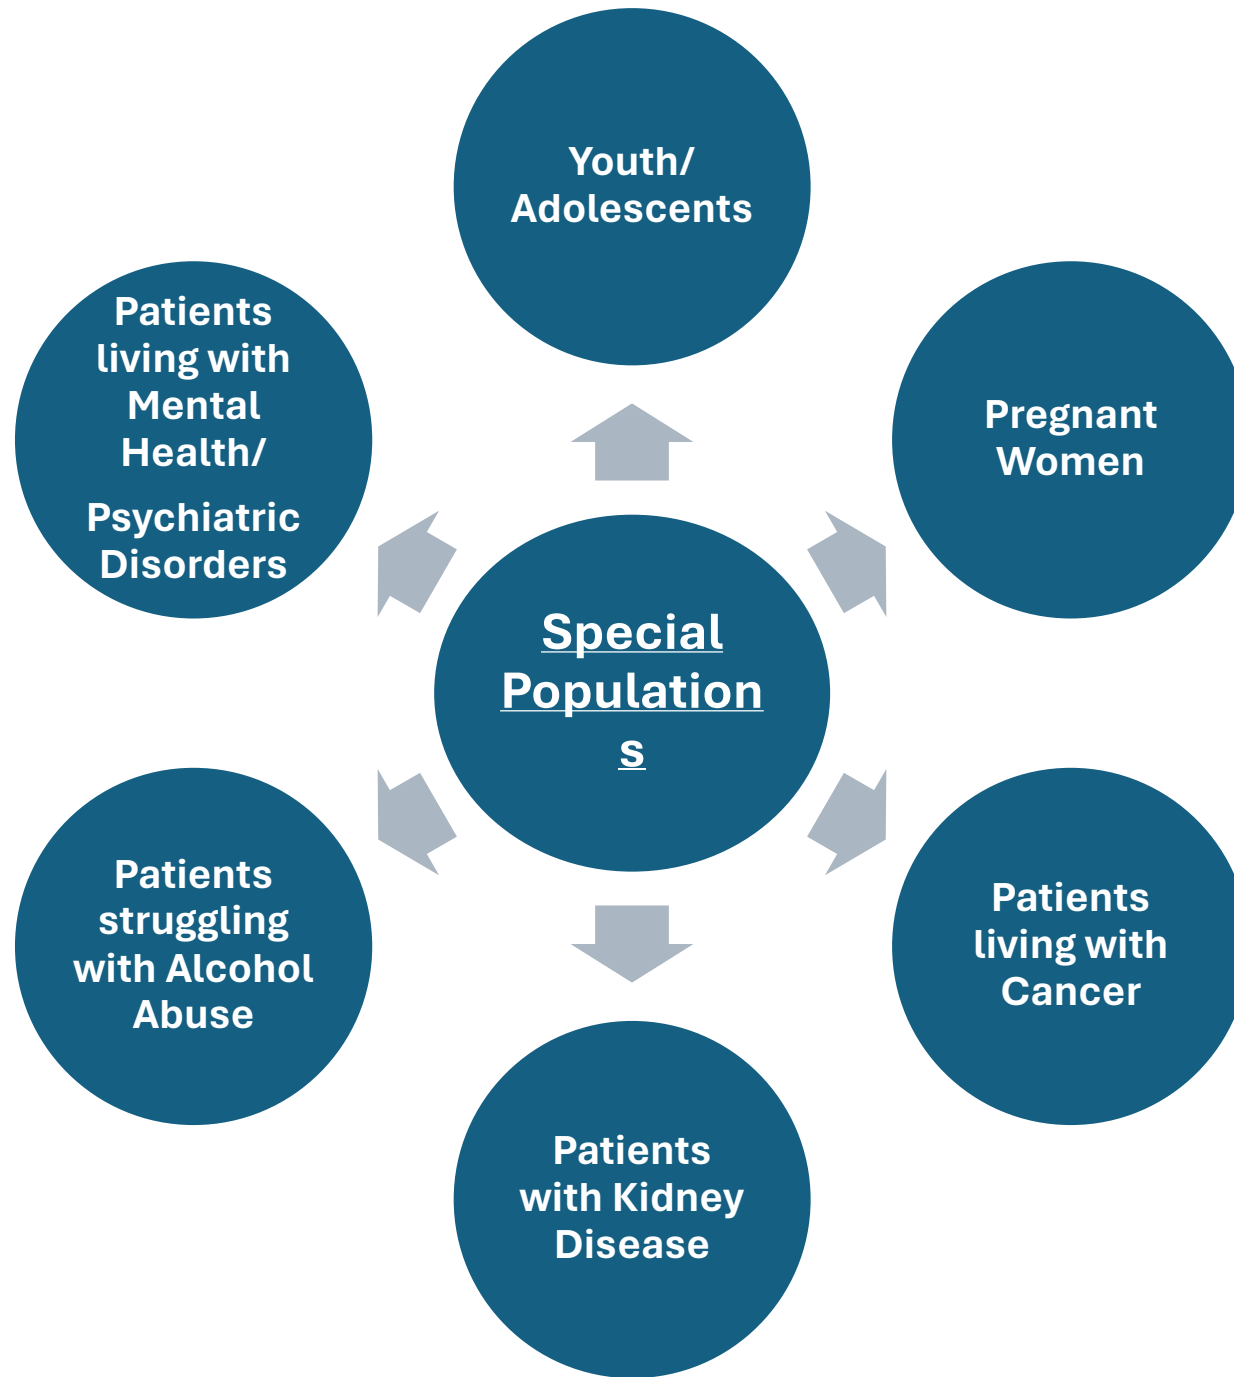 Youth/
Adolescents
Patients
living with
Mental
Health/
Psychiatric
Disorders
Pregnant
Women
Special
Population
s
Patients
struggling
with Alcohol
Abuse
Patients
living with
Cancer
Patients
with Kidney
Disease